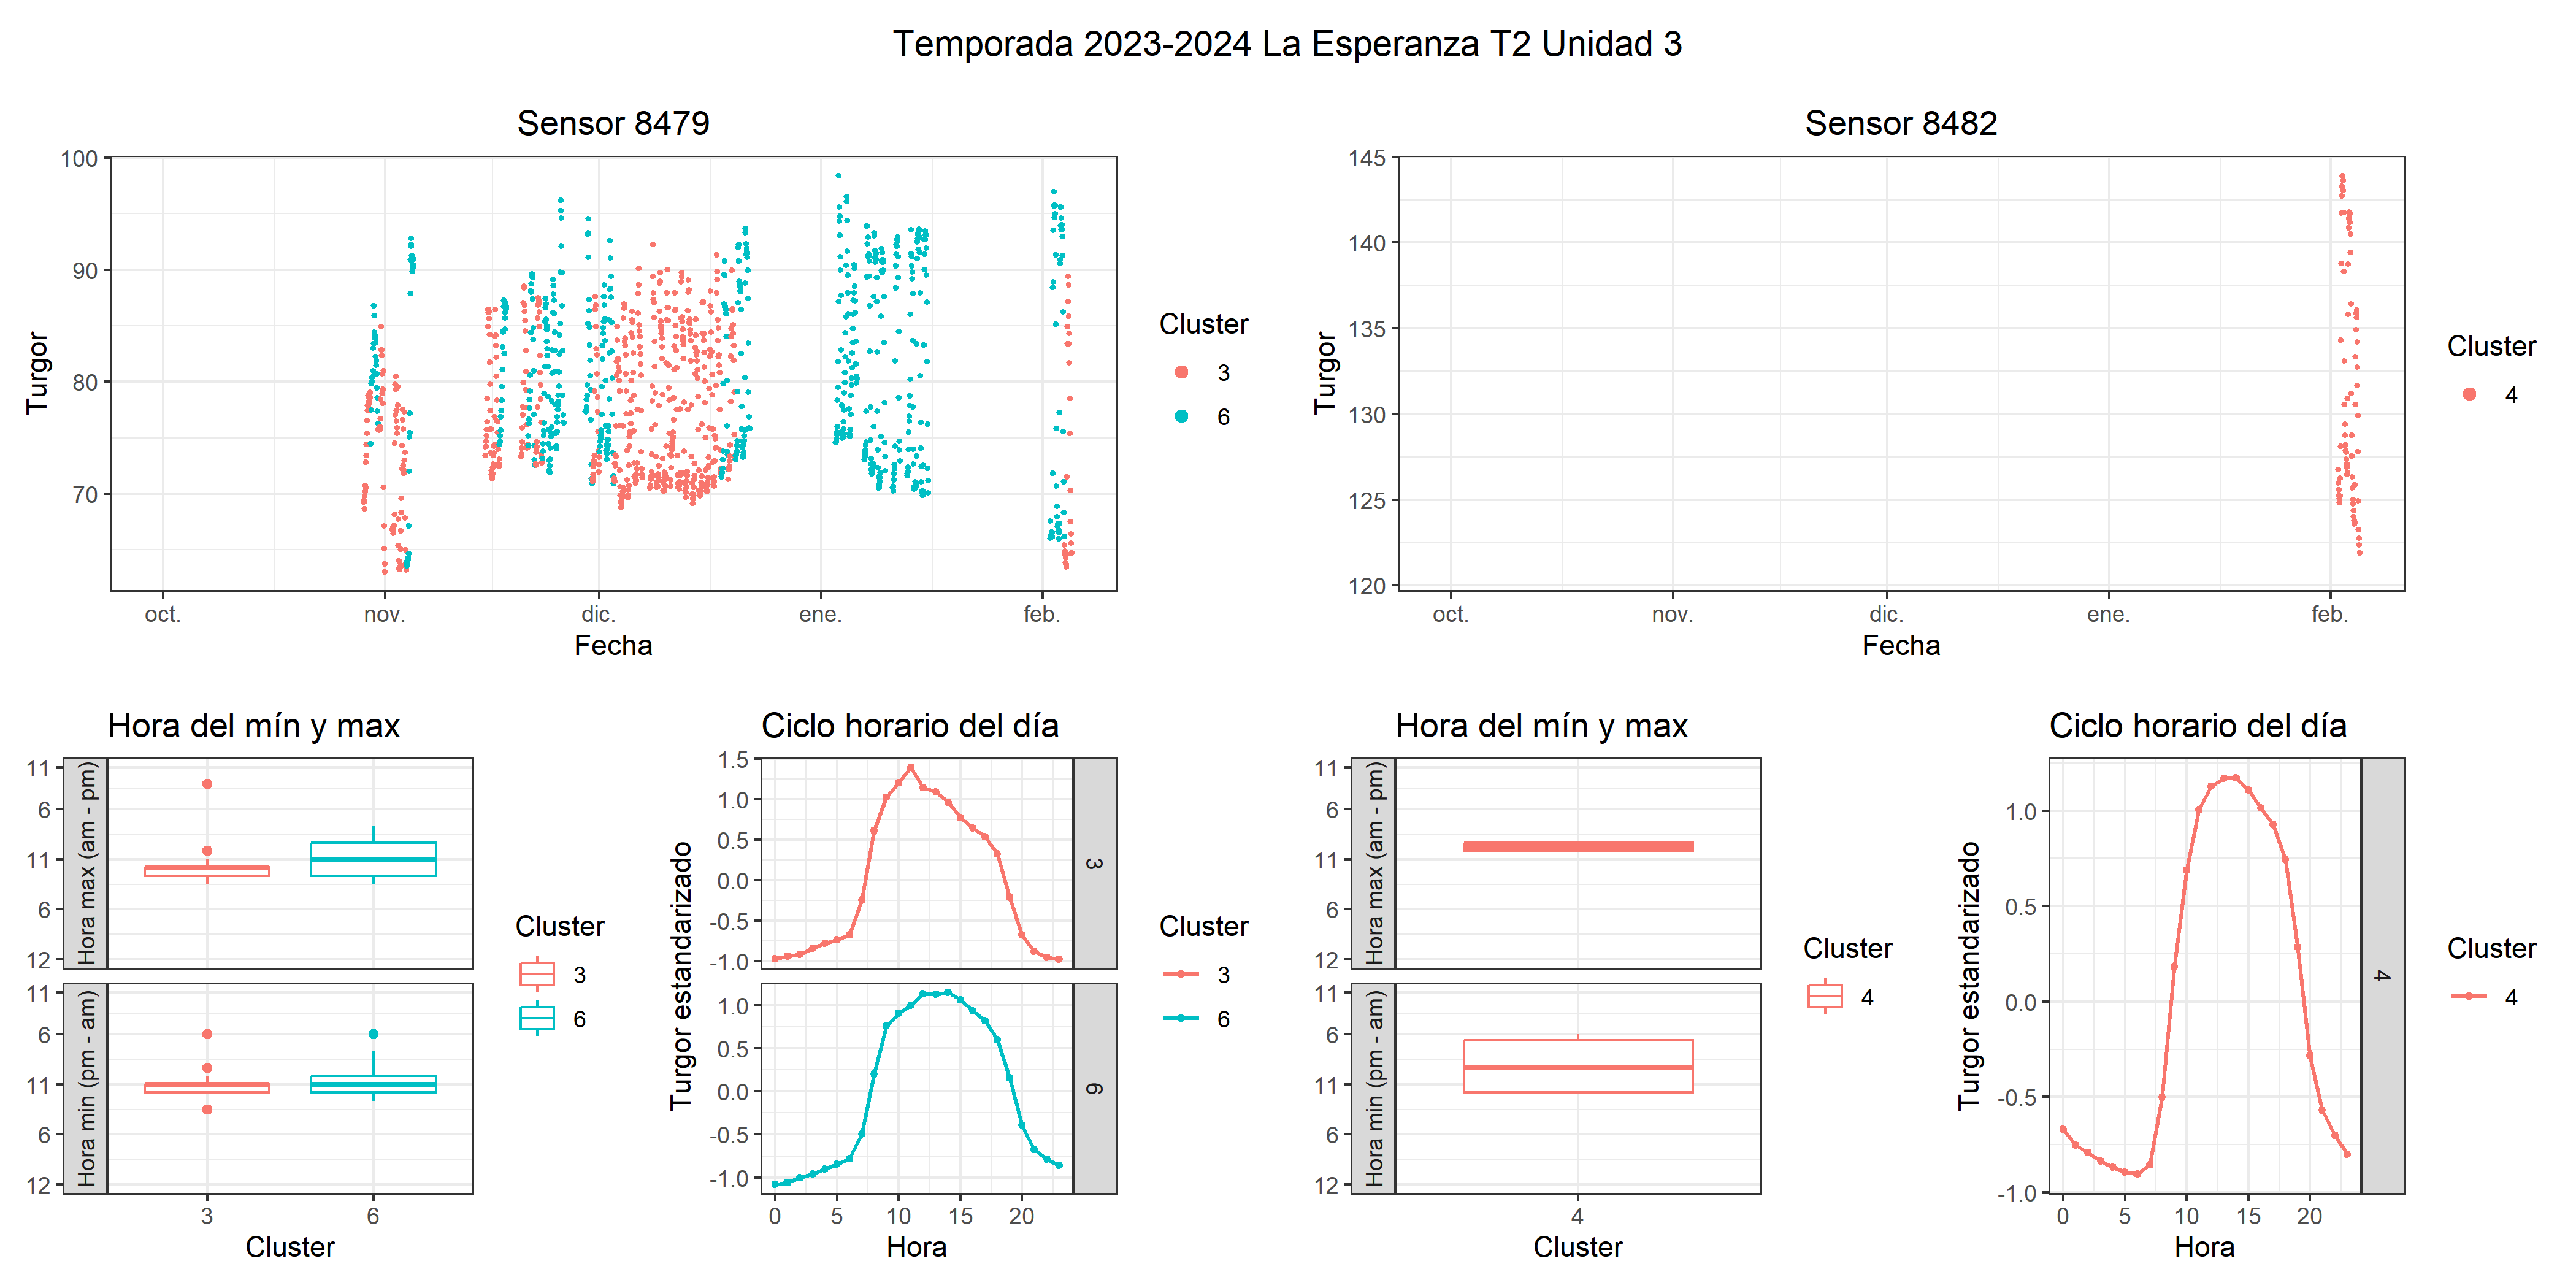 Temporada 2023-2024 La Esperanza T2 Unidad 3
Sensor 8479
100
90
80
70
Turgor
oct.
nov.
dic.
ene.
feb.
Fecha
Cluster
3
6
Sensor 8482
145
140
135
130
125
120
Turgor
oct.
nov.
dic.
ene.
feb.
Fecha
Cluster
4
Hora del mín y max
Hora max (am - pm)
11
6
11
6
12
Hora min (pm - am)
11
6
11
6
12
3
6
Cluster
Cluster
3
6
Ciclo horario del día
Turgor estandarizado
1.5
1.0
0.5
0.0
-0.5
-1.0
3
1.0
0.5
0.0
-0.5
-1.0
6
0
5
10
15
20
Hora
Cluster
3
6
Hora del mín y max
Hora max (am - pm)
11
6
11
6
12
Hora min (pm - am)
11
6
11
6
12
4
Cluster
Cluster
4
Ciclo horario del día
Turgor estandarizado
1.0
0.5
0.0
-0.5
-1.0
4
0
5
10
15
20
Hora
Cluster
4